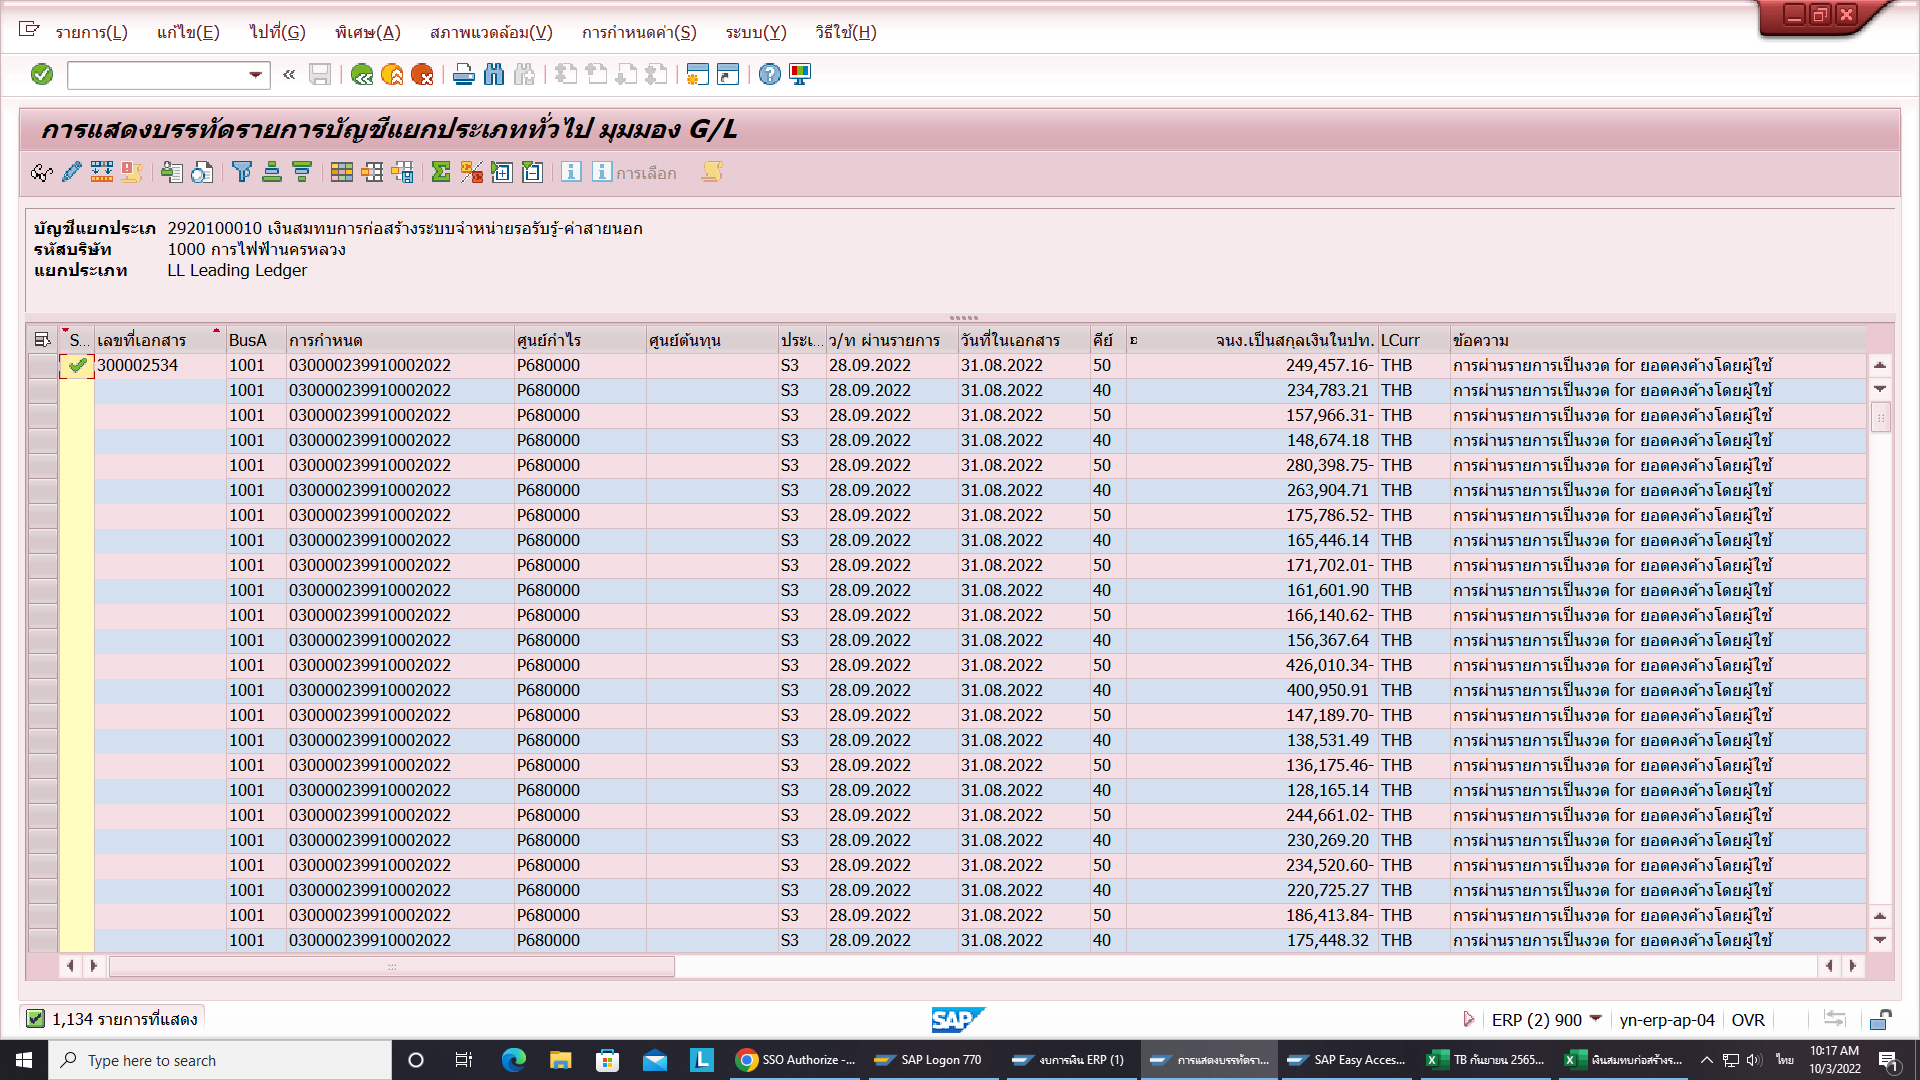 รายการ(L) แก้ไข(E) ไปที่(G) พิเศษ(A) สภาพแวดล้อม(V) การกำหนดค่า(S) ระบบ(Y) วิธีใช้(H)
การแสดงบรรทัดรายการบัญชีแยกประเภททั่วไป มุมมอง G/L
การเลือก
บัญชีแยกประเภ 2920100010 เงินสมทบการก่อสร้างระบบจำหน่ายรอรับรู้-ค่าสายนอก
รหัสบริษัท 1000 การไฟฟ้านครหลวง
แยกประเภท LL Leading Ledger
S... เลขที่เอกสาร BusA การกำหนด ศูนย์กำไร ศูนย์ต้นทุน ประเ... ว/ท ผ่านรายการ วันที่ในเอกสาร คีย์ จนง.เป็นสกุลเงินในปท. LCurr ข้อความ
300002534 1001 030000239910002022 P680000 S3 28.09.2022 31.08.2022 50 249,457.16- THB การผ่านรายการเป็นงวด for ยอดคงค้างโดยผู้ใช้
1001 030000239910002022 P680000 S3 28.09.2022 31.08.2022 40 234,783.21 THB การผ่านรายการเป็นงวด for ยอดคงค้างโดยผู้ใช้
1001 030000239910002022 P680000 S3 28.09.2022 31.08.2022 50 157,966.31- THB การผ่านรายการเป็นงวด for ยอดคงค้างโดยผู้ใช้
1001 030000239910002022 P680000 S3 28.09.2022 31.08.2022 40 148,674.18 THB การผ่านรายการเป็นงวด for ยอดคงค้างโดยผู้ใช้
1001 030000239910002022 P680000 S3 28.09.2022 31.08.2022 50 280,398.75- THB การผ่านรายการเป็นงวด for ยอดคงค้างโดยผู้ใช้
1001 030000239910002022 P680000 S3 28.09.2022 31.08.2022 40 263,904.71 THB การผ่านรายการเป็นงวด for ยอดคงค้างโดยผู้ใช้
1001 030000239910002022 P680000 S3 28.09.2022 31.08.2022 50 175,786.52- THB การผ่านรายการเป็นงวด for ยอดคงค้างโดยผู้ใช้
1001 030000239910002022 P680000 S3 28.09.2022 31.08.2022 40 165,446.14 THB การผ่านรายการเป็นงวด for ยอดคงค้างโดยผู้ใช้
1001 030000239910002022 P680000 S3 28.09.2022 31.08.2022 50 171,702.01- THB การผ่านรายการเป็นงวด for ยอดคงค้างโดยผู้ใช้
1001 030000239910002022 P680000 S3 28.09.2022 31.08.2022 40 161,601.90 THB การผ่านรายการเป็นงวด for ยอดคงค้างโดยผู้ใช้
1001 030000239910002022 P680000 S3 28.09.2022 31.08.2022 50 166,140.62- THB การผ่านรายการเป็นงวด for ยอดคงค้างโดยผู้ใช้
1001 030000239910002022 P680000 S3 28.09.2022 31.08.2022 40 156,367.64 THB การผ่านรายการเป็นงวด for ยอดคงค้างโดยผู้ใช้
1001 030000239910002022 P680000 S3 28.09.2022 31.08.2022 50 426,010.34- THB การผ่านรายการเป็นงวด for ยอดคงค้างโดยผู้ใช้
1001 030000239910002022 P680000 S3 28.09.2022 31.08.2022 40 400,950.91 THB การผ่านรายการเป็นงวด for ยอดคงค้างโดยผู้ใช้
1001 030000239910002022 P680000 S3 28.09.2022 31.08.2022 50 147,189.70- THB การผ่านรายการเป็นงวด for ยอดคงค้างโดยผู้ใช้
1001 030000239910002022 P680000 S3 28.09.2022 31.08.2022 40 138,531.49 THB การผ่านรายการเป็นงวด for ยอดคงค้างโดยผู้ใช้
1001 030000239910002022 P680000 S3 28.09.2022 31.08.2022 50 136,175.46- THB การผ่านรายการเป็นงวด for ยอดคงค้างโดยผู้ใช้
1001 030000239910002022 P680000 S3 28.09.2022 31.08.2022 40 128,165.14 THB การผ่านรายการเป็นงวด for ยอดคงค้างโดยผู้ใช้
1001 030000239910002022 P680000 S3 28.09.2022 31.08.2022 50 244,661.02- THB การผ่านรายการเป็นงวด for ยอดคงค้างโดยผู้ใช้
1001 030000239910002022 P680000 S3 28.09.2022 31.08.2022 40 230,269.20 THB การผ่านรายการเป็นงวด for ยอดคงค้างโดยผู้ใช้
1001 030000239910002022 P680000 S3 28.09.2022 31.08.2022 50 234,520.60- THB การผ่านรายการเป็นงวด for ยอดคงค้างโดยผู้ใช้
1001 030000239910002022 P680000 S3 28.09.2022 31.08.2022 40 220,725.27 THB การผ่านรายการเป็นงวด for ยอดคงค้างโดยผู้ใช้
1001 030000239910002022 P680000 S3 28.09.2022 31.08.2022 50 186,413.84- THB การผ่านรายการเป็นงวด for ยอดคงค้างโดยผู้ใช้
1001 030000239910002022 P680000 S3 28.09.2022 31.08.2022 40 175,448.32 THB การผ่านรายการเป็นงวด for ยอดคงค้างโดยผู้ใช้
1,134 รายการที่แสดง SAP ERP (2) 900 yn-erp-ap-04 OVR
Type here to search SSO Authorize -... SAP Logon 770 งบการเงิน ERP (1) การแสดงบรรทัดรา... SAP Easy Acces... TB กันยายน 2565... เงินสมทบก่อสร้างร... ไทย 10:17 AM
10/3/2022 1